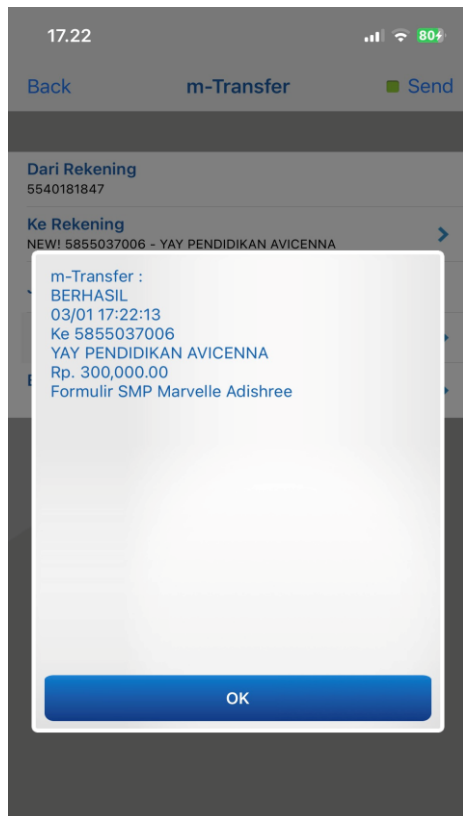 17.22
80
Back m-Transfer Send
Dari Rekening
5540181847
Ke Rekening
NEW! 5855037006 - YAY PENDIDIKAN AVICENNA
m-Transfer :
BERHASIL
03/01 17:22:13
Ke 5855037006
YAY PENDIDIKAN AVICENNA
Rp. 300,000.00
Formulir SMP Marvelle Adishree
OK